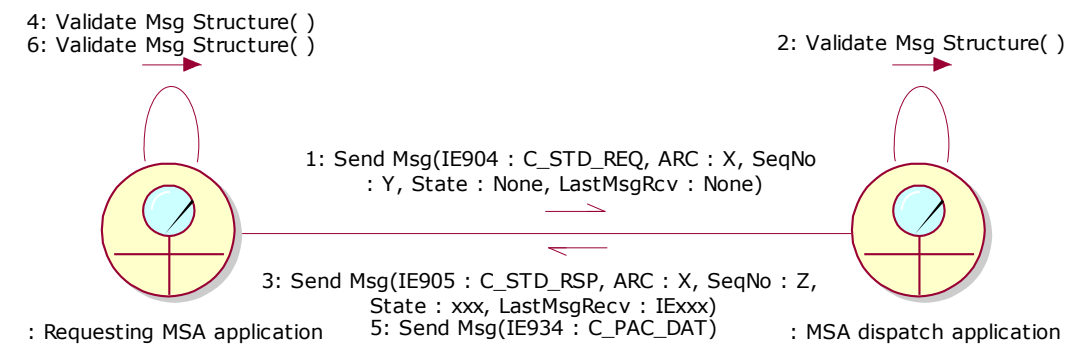 4: Validate Msg Structure( )
6: Validate Msg Structure( )
2: Validate Msg Structure( )
1: Send Msg(IE904 : C_STD_REQ, ARC : X, SeqNo
: Y, State : None, LastMsgRcv : None)
3: Send Msg(IE905 : C_STD_RSP, ARC : X, SeqNo : Z,
State : xxx, LastMsgRecv : IExxx)
5: Send Msg(IE934 : C_PAC_DAT)
: Requesting MSA application
: MSA dispatch application